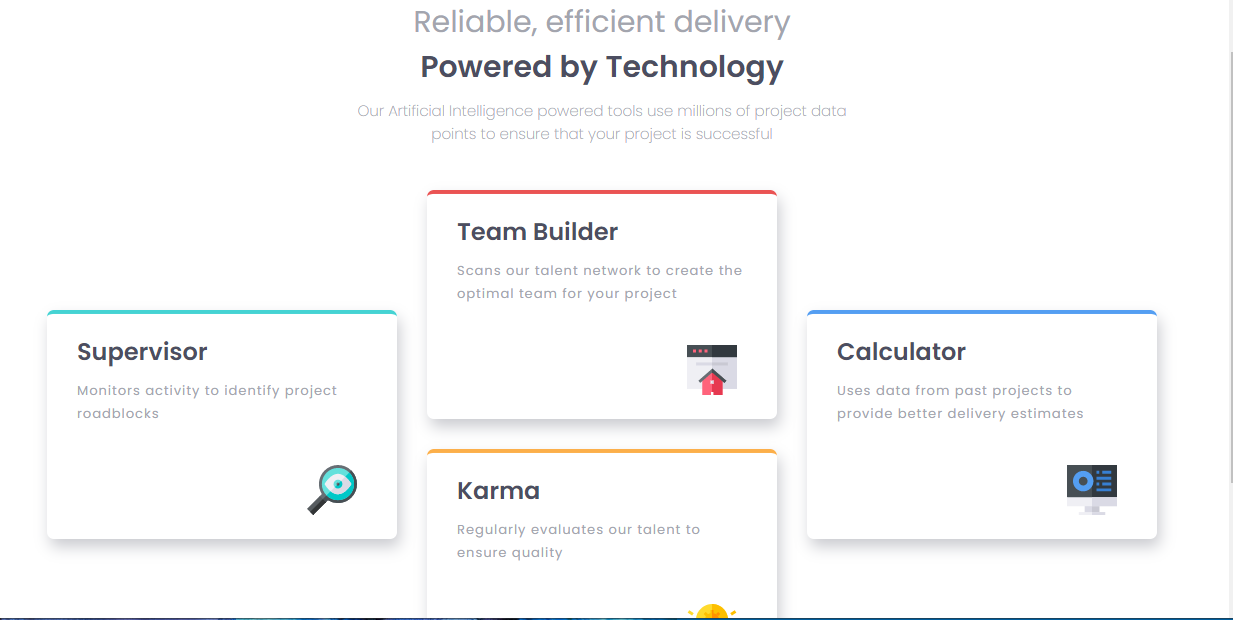 Reliable, efficient delivery
Powered by Technology
Our Artificial Intelligence powered tools use millions of project data
points to ensure that your project is successful
Team Builder
Scans our talent network to create the
optimal team for your project
Supervisor
Monitors activity to identify project
roadblocks
Calculator
Uses data from past projects to
provide better delivery estimates
Karma
Regularly evaluates our talent to
ensure quality